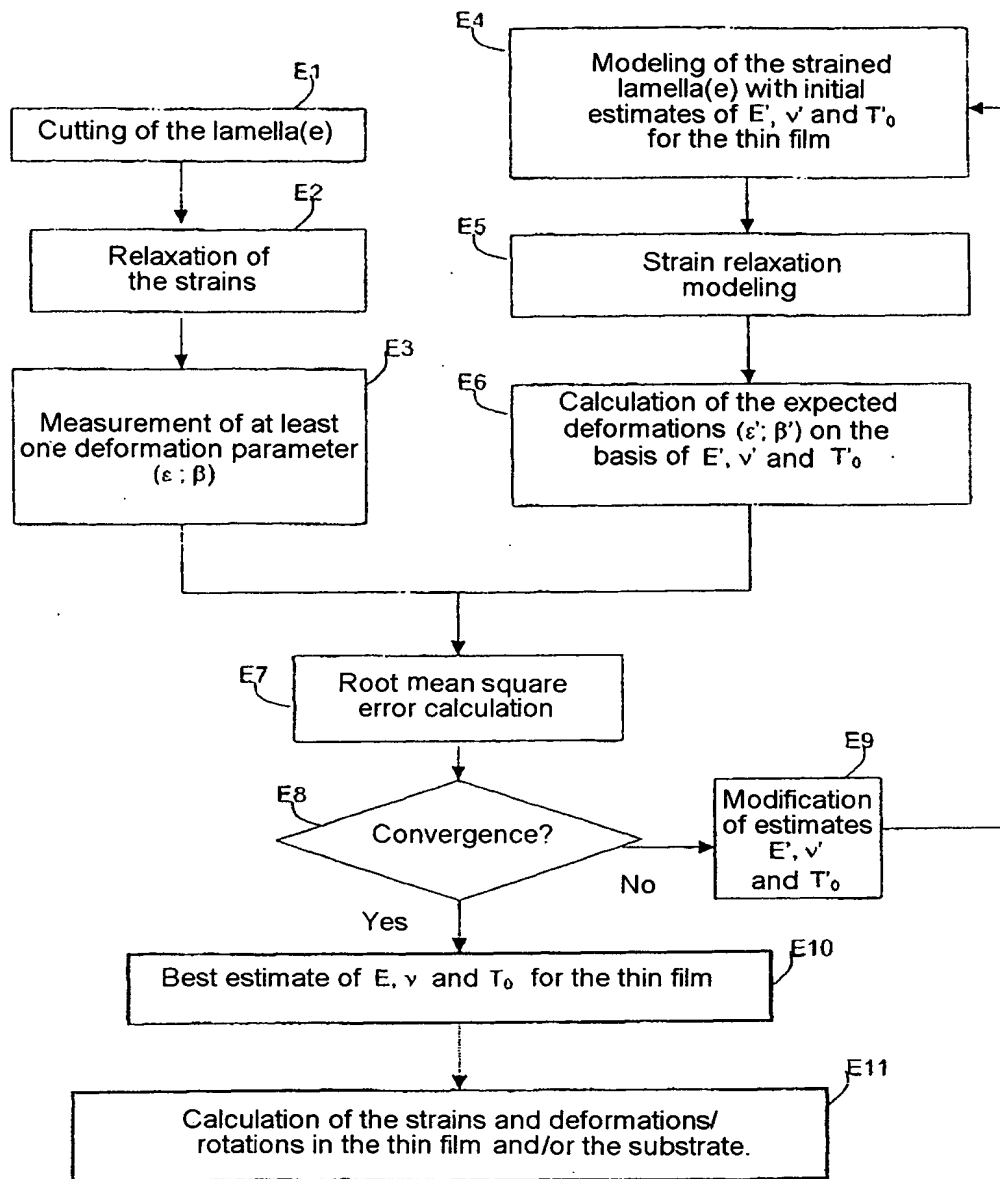 E1
Cutting of the lamella(e)
E2
Relaxation of
the strains
E3
Measurement of at least
one deformation parameter
(ε ; β)
E4
Modeling of the strained
lamella(e) with initial
estimates of E', ν' and T'₀
for the thin film
E5
Strain relaxation
modeling
E6
Calculation of the expected
deformations (ε'; β') on the
basis of E', ν' and T'₀
E7
Root mean square
error calculation
E8
Convergence?
No
Yes
E9
Modification
of estimates
E', ν'
and T'₀
E10
Best estimate of E, ν and T₀ for the thin film
E11
Calculation of the strains and deformations/
rotations in the thin film and/or the substrate.